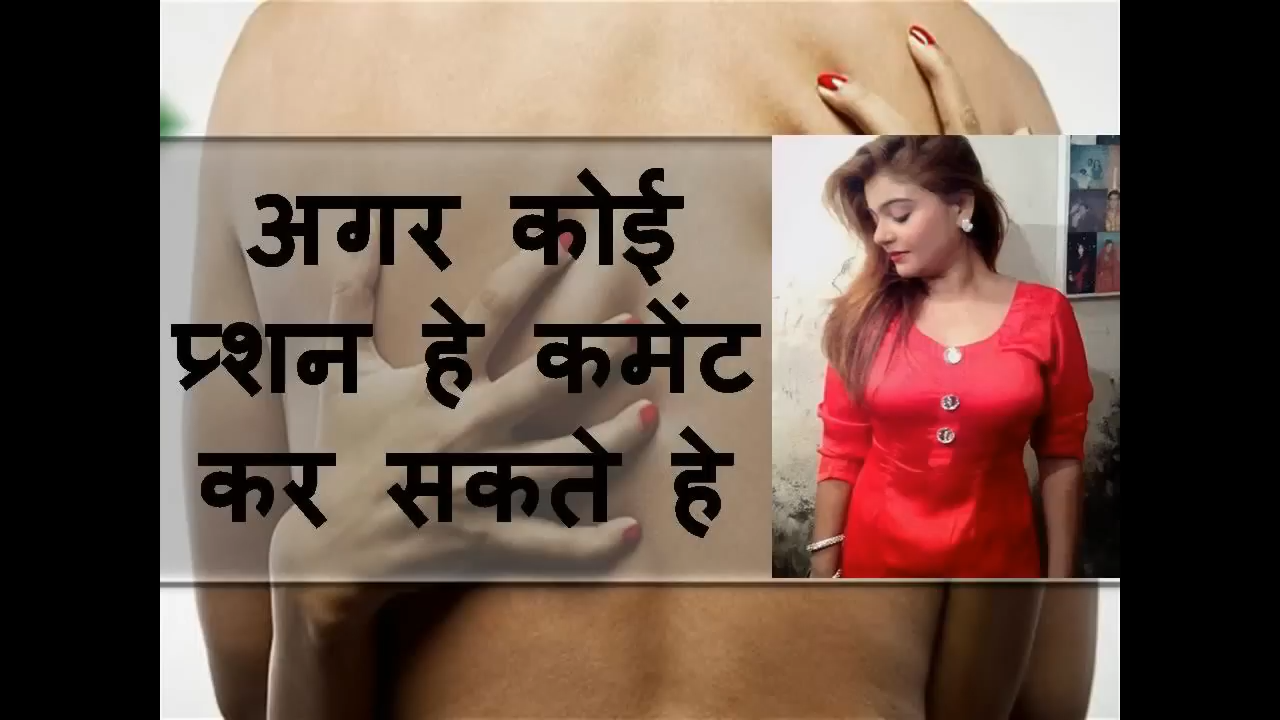 अगर कोई
प्रशन हे कमेंट
कर सकते हे